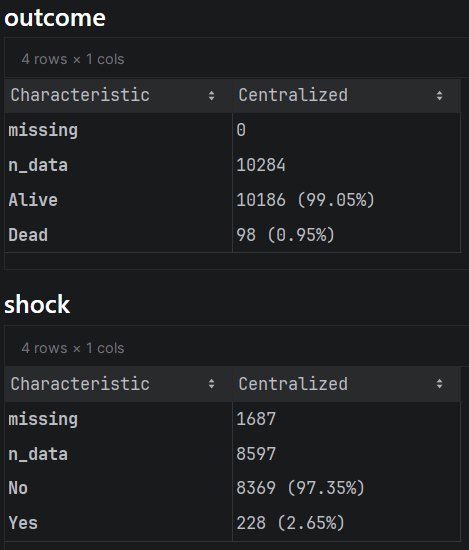 outcome
4 rows × 1 cols
Characteristic Centralized
missing 0
n_data 10284
Alive 10186 (99.05%)
Dead 98 (0.95%)
shock
4 rows × 1 cols
Characteristic Centralized
missing 1687
n_data 8597
No 8369 (97.35%)
Yes 228 (2.65%)